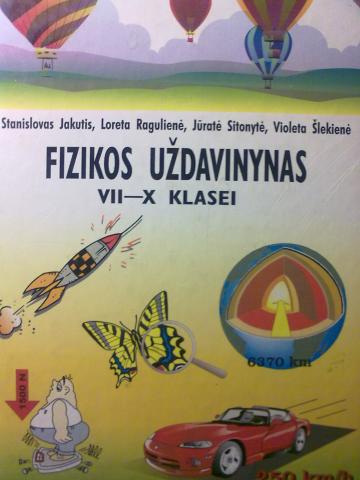 Stanislovas Jakutis, Loreta Ragulienė, Jūratė Sitonytė, Violeta Šlekienė
FIZIKOS UŽDAVINYNAS
VII—X KLASEI
6370 km
1500 N
250 km/h